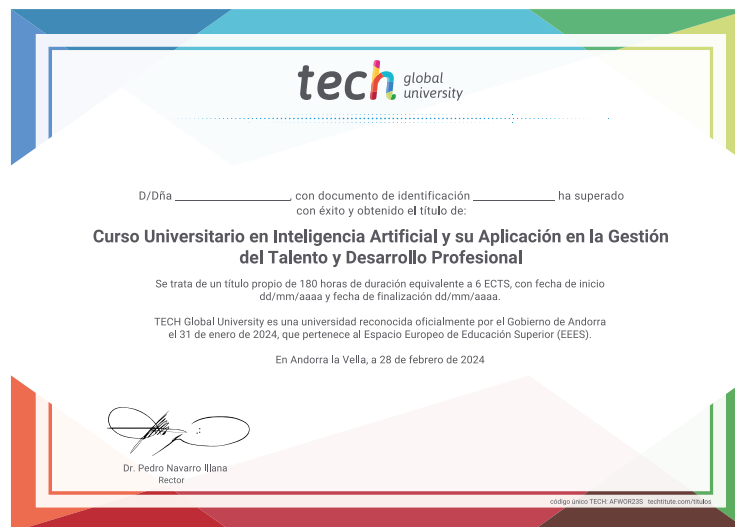 tech global university
D/Dña ____________________, con documento de identificación ____________ ha superado
con éxito y obtenido el título de:
Curso Universitario en Inteligencia Artificial y su Aplicación en la Gestión
del Talento y Desarrollo Profesional
Se trata de un título propio de 180 horas de duración equivalente a 6 ECTS, con fecha de inicio
dd/mm/aaaa y fecha de finalización dd/mm/aaaa.
TECH Global University es una universidad reconocida oficialmente por el Gobierno de Andorra
el 31 de enero de 2024, que pertenece al Espacio Europeo de Educación Superior (EEES).
En Andorra la Vella, a 28 de febrero de 2024
Dr. Pedro Navarro Illana
Rector
código único TECH: AFWOR23S techtitute.com/titulos